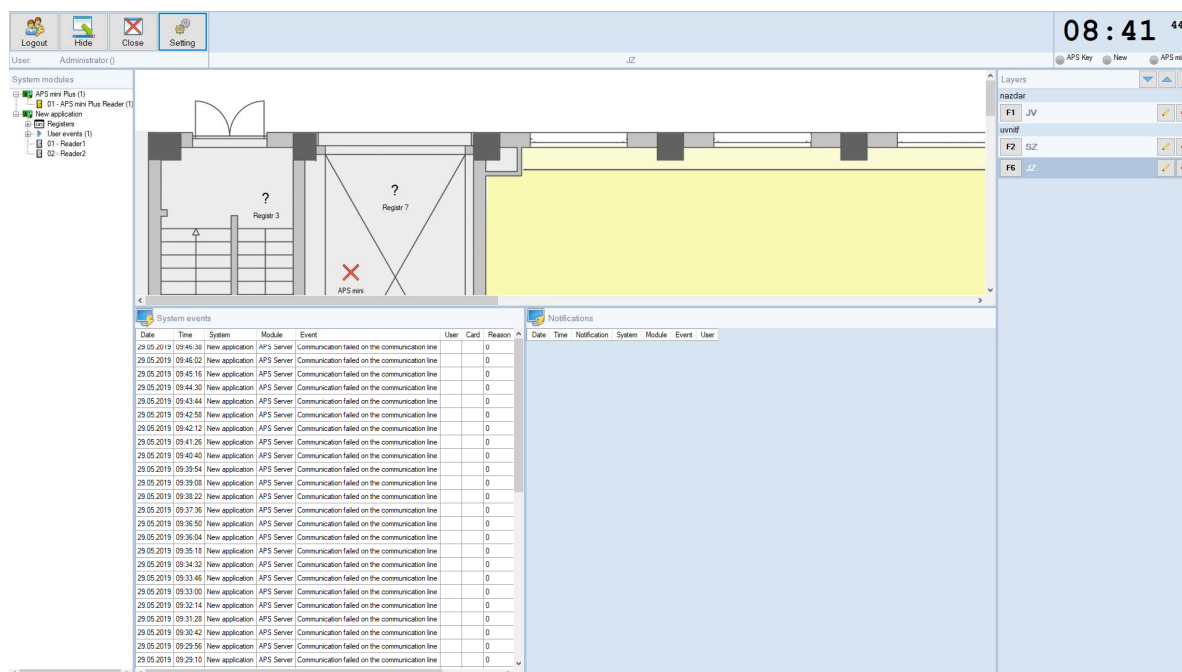 Logout Hide Close Setting
08:41 44
User: Administrator () JZ
APS Key New APS mi
System modules
APS mini Plus (1)
01 - APS mini Plus Reader (1)
New application
Registers
User events (1)
01 - Reader1
02 - Reader2
?
Registr 3
?
Registr 7
APS mini
Layers
nazdar
F1 JV
uvnitř
F2 SZ
F6 JZ
System events
Date Time System Module Event User Card Reason
29.05.2019 09:46:38 New application APS Server Communication failed on the communication line 0
29.05.2019 09:46:02 New application APS Server Communication failed on the communication line 0
29.05.2019 09:45:16 New application APS Server Communication failed on the communication line 0
29.05.2019 09:44:30 New application APS Server Communication failed on the communication line 0
29.05.2019 09:43:44 New application APS Server Communication failed on the communication line 0
29.05.2019 09:42:58 New application APS Server Communication failed on the communication line 0
29.05.2019 09:42:12 New application APS Server Communication failed on the communication line 0
29.05.2019 09:41:26 New application APS Server Communication failed on the communication line 0
29.05.2019 09:40:40 New application APS Server Communication failed on the communication line 0
29.05.2019 09:39:54 New application APS Server Communication failed on the communication line 0
29.05.2019 09:39:08 New application APS Server Communication failed on the communication line 0
29.05.2019 09:38:22 New application APS Server Communication failed on the communication line 0
29.05.2019 09:37:36 New application APS Server Communication failed on the communication line 0
29.05.2019 09:36:50 New application APS Server Communication failed on the communication line 0
29.05.2019 09:36:04 New application APS Server Communication failed on the communication line 0
29.05.2019 09:35:18 New application APS Server Communication failed on the communication line 0
29.05.2019 09:34:32 New application APS Server Communication failed on the communication line 0
29.05.2019 09:33:46 New application APS Server Communication failed on the communication line 0
29.05.2019 09:33:00 New application APS Server Communication failed on the communication line 0
29.05.2019 09:32:14 New application APS Server Communication failed on the communication line 0
29.05.2019 09:31:28 New application APS Server Communication failed on the communication line 0
29.05.2019 09:30:42 New application APS Server Communication failed on the communication line 0
29.05.2019 09:29:56 New application APS Server Communication failed on the communication line 0
29.05.2019 09:29:10 New application APS Server Communication failed on the communication line 0
Notifications
Date Time Notification System Module Event User